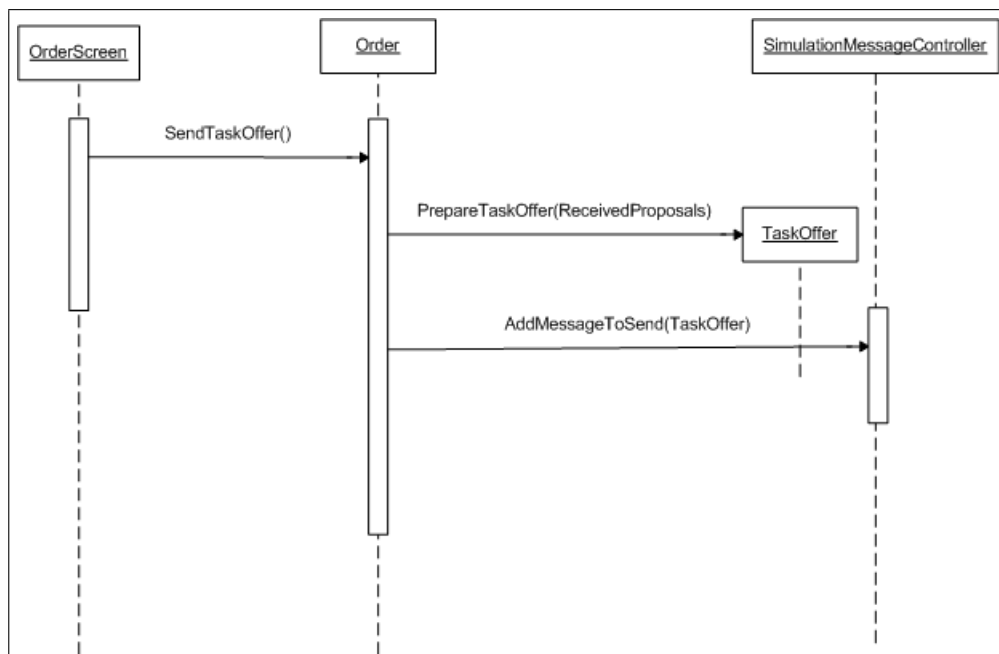 OrderScreen
Order
SimulationMessageController
SendTaskOffer()
PrepareTaskOffer(ReceivedProposals)
TaskOffer
AddMessageToSend(TaskOffer)